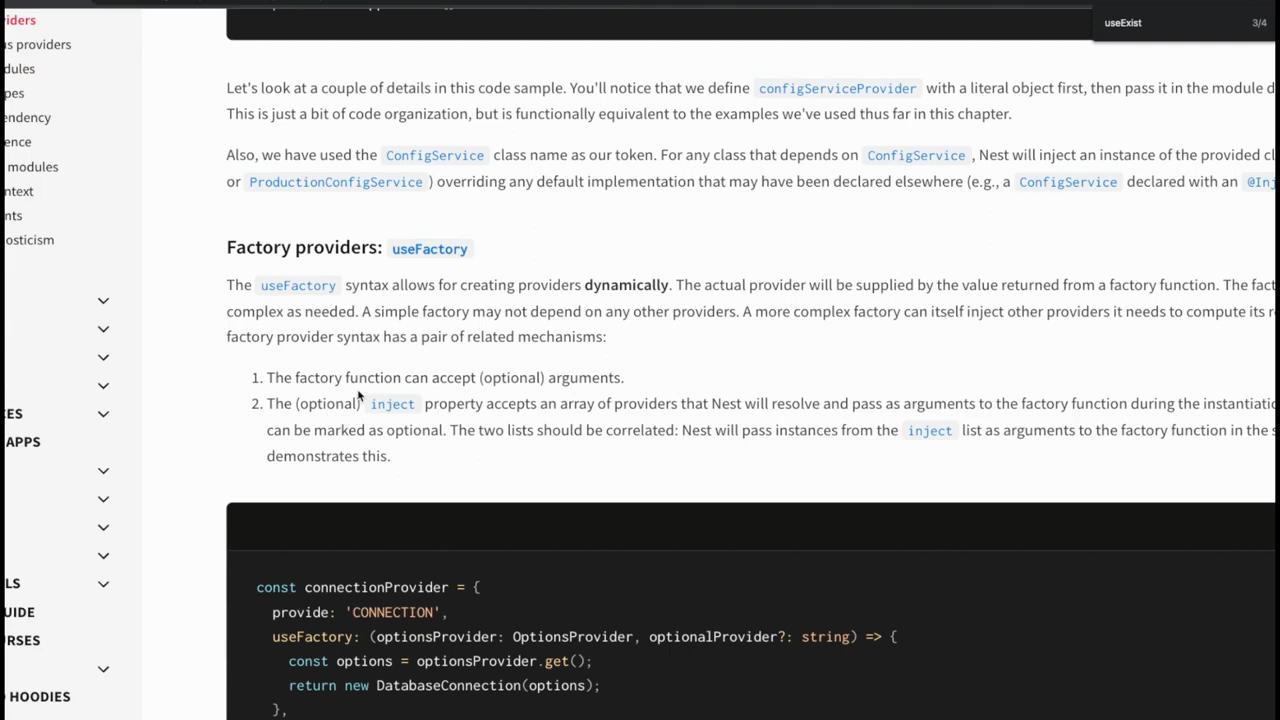 viders
us providers
dules
pes
endency
ence
modules
ntext
nts
osticism
CES
APPS
LS
UIDE
URSES
HOODIES
useExist
3/4
Let's look at a couple of details in this code sample. You'll notice that we define configServiceProvider with a literal object first, then pass it in the module d
This is just a bit of code organization, but is functionally equivalent to the examples we've used thus far in this chapter.
Also, we have used the ConfigService class name as our token. For any class that depends on ConfigService , Nest will inject an instance of the provided cl
or ProductionConfigService ) overriding any default implementation that may have been declared elsewhere (e.g., a ConfigService declared with an @Inj
Factory providers: useFactory
The useFactory syntax allows for creating providers dynamically. The actual provider will be supplied by the value returned from a factory function. The fact
complex as needed. A simple factory may not depend on any other providers. A more complex factory can itself inject other providers it needs to compute its r
factory provider syntax has a pair of related mechanisms:
1. The factory function can accept (optional) arguments.
2. The (optional) inject property accepts an array of providers that Nest will resolve and pass as arguments to the factory function during the instantiatio
can be marked as optional. The two lists should be correlated: Nest will pass instances from the inject list as arguments to the factory function in the s
demonstrates this.
const connectionProvider = {
provide: 'CONNECTION',
useFactory: (optionsProvider: OptionsProvider, optionalProvider?: string) => {
const options = optionsProvider.get();
return new DatabaseConnection(options);
},